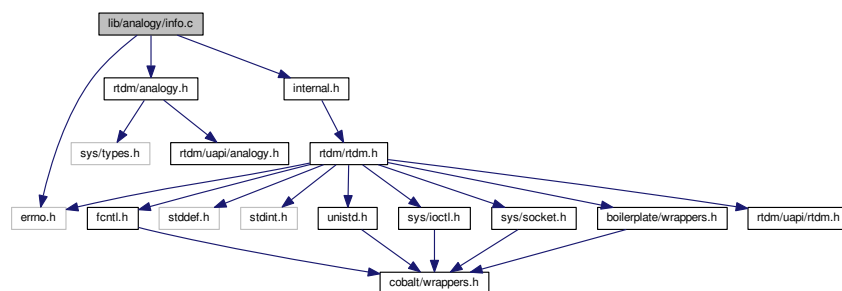 lib/analogy/info.c
rtdm/analogy.h
internal.h
sys/types.h
rtdm/uapi/analogy.h
rtdm/rtdm.h
errno.h
fcntl.h
stddef.h
stdint.h
unistd.h
sys/ioctl.h
sys/socket.h
boilerplate/wrappers.h
rtdm/uapi/rtdm.h
cobalt/wrappers.h